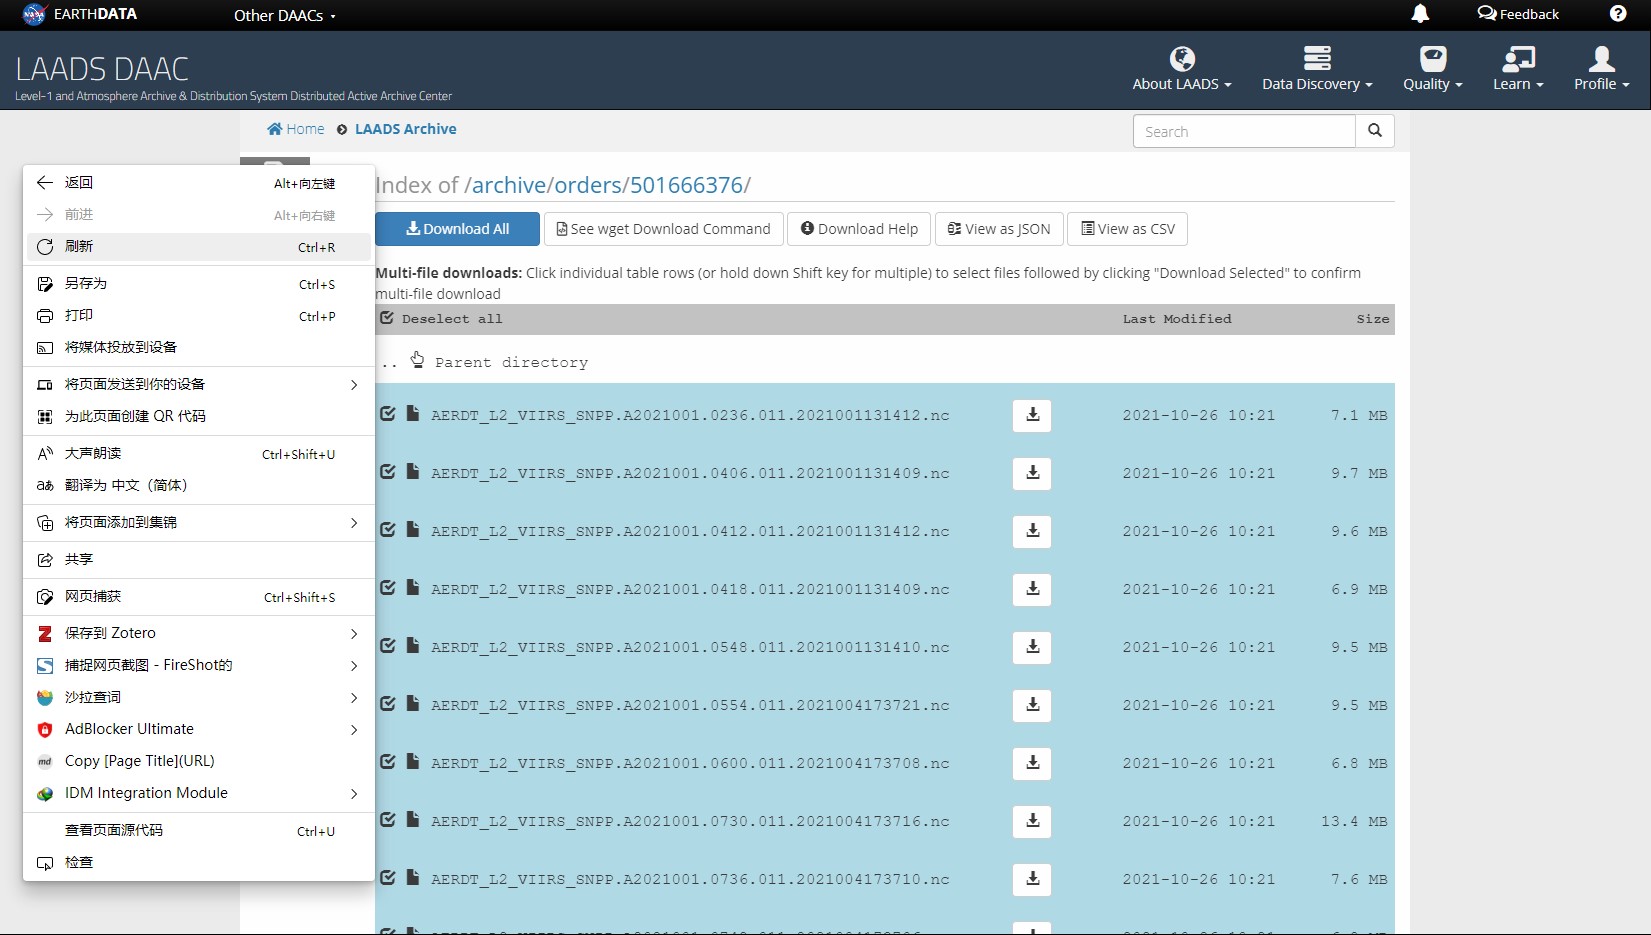 EARTHDATA
Other DAACs
Feedback
LAADS DAAC
Level-1 and Atmosphere Archive & Distribution System Distributed Active Archive Center
About LAADS
Data Discovery
Quality
Learn
Profile
Home
LAADS Archive
Search
返回 Alt+向左键
前进 Alt+向右键
刷新 Ctrl+R
另存为 Ctrl+S
打印 Ctrl+P
将媒体投放到设备
将页面发送到你的设备
为此页面创建 QR 代码
大声朗读 Ctrl+Shift+U
翻译为 中文（简体）
将页面添加到集锦
共享
网页捕获 Ctrl+Shift+S
保存到 Zotero
捕捉网页截图 - FireShot的
沙拉查词
AdBlocker Ultimate
Copy [Page Title](URL)
IDM Integration Module
查看页面源代码 Ctrl+U
检查
Index of /archive/orders/501666376/
Download All
See wget Download Command
Download Help
View as JSON
View as CSV
Multi-file downloads: Click individual table rows (or hold down Shift key for multiple) to select files followed by clicking "Download Selected" to confirm
multi-file download
Deselect all Last Modified Size
.. Parent directory
AERDT_L2_VIIRS_SNPP.A2021001.0236.011.2021001131412.nc 2021-10-26 10:21 7.1 MB
AERDT_L2_VIIRS_SNPP.A2021001.0406.011.2021001131409.nc 2021-10-26 10:21 9.7 MB
AERDT_L2_VIIRS_SNPP.A2021001.0412.011.2021001131412.nc 2021-10-26 10:21 9.6 MB
AERDT_L2_VIIRS_SNPP.A2021001.0418.011.2021001131409.nc 2021-10-26 10:21 6.9 MB
AERDT_L2_VIIRS_SNPP.A2021001.0548.011.2021001131410.nc 2021-10-26 10:21 9.5 MB
AERDT_L2_VIIRS_SNPP.A2021001.0554.011.2021004173721.nc 2021-10-26 10:21 9.5 MB
AERDT_L2_VIIRS_SNPP.A2021001.0600.011.2021004173708.nc 2021-10-26 10:21 6.8 MB
AERDT_L2_VIIRS_SNPP.A2021001.0730.011.2021004173716.nc 2021-10-26 10:21 13.4 MB
AERDT_L2_VIIRS_SNPP.A2021001.0736.011.2021004173710.nc 2021-10-26 10:21 7.6 MB